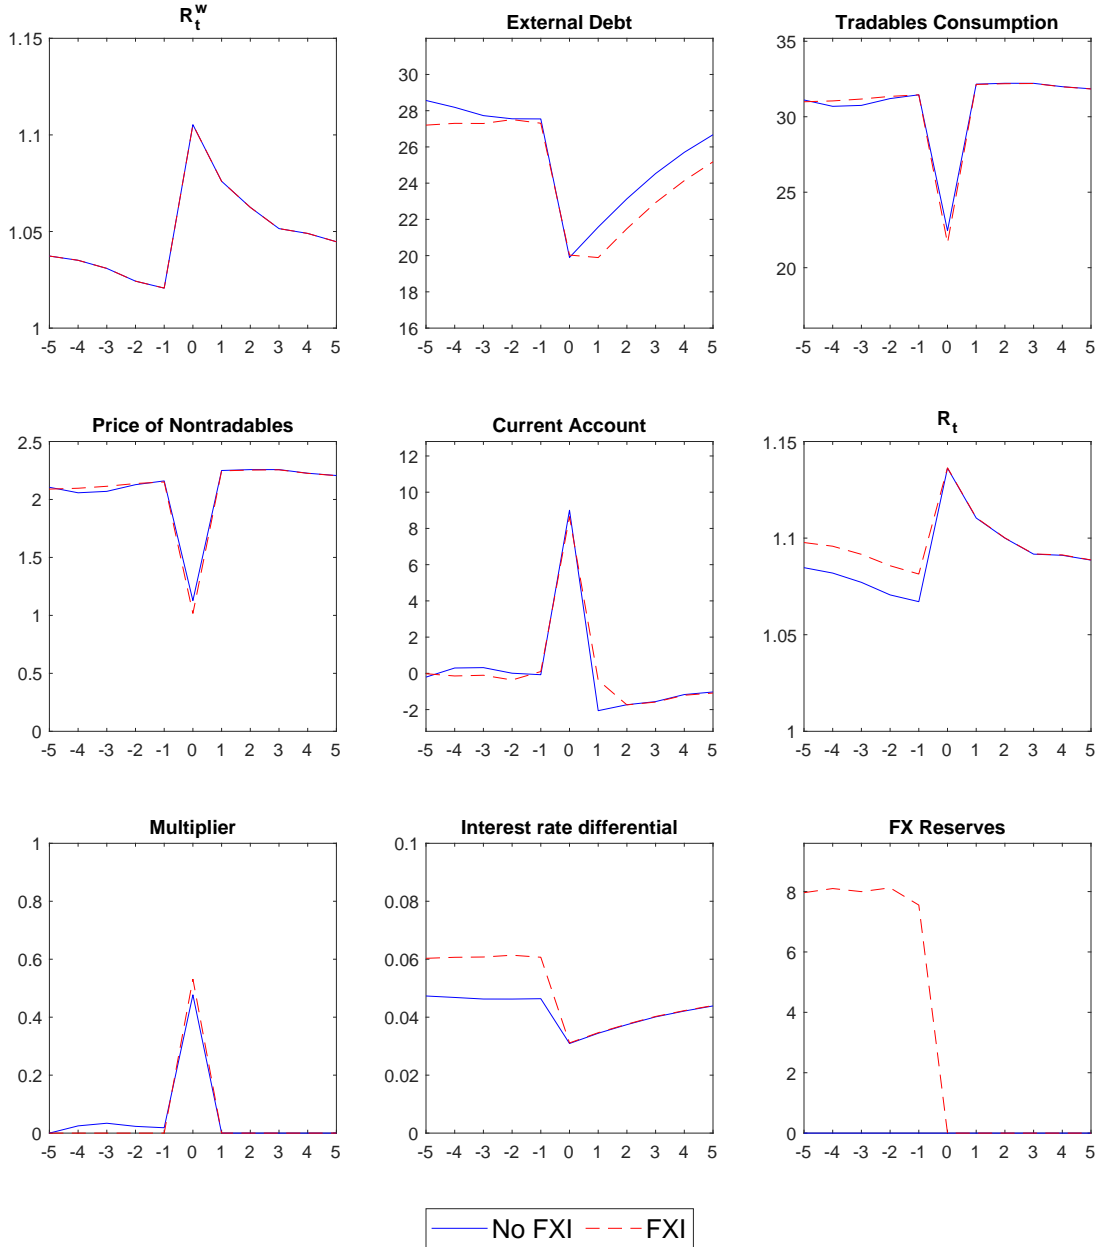 R_t^w
External Debt
Tradables Consumption
1.15
1.1
1.05
1
-5 -4 -3 -2 -1 0 1 2 3 4 5
30
28
26
24
22
20
18
16
-5 -4 -3 -2 -1 0 1 2 3 4 5
35
30
25
20
-5 -4 -3 -2 -1 0 1 2 3 4 5
Price of Nontradables
Current Account
R_t
2.5
2
1.5
1
0.5
0
-5 -4 -3 -2 -1 0 1 2 3 4 5
12
10
8
6
4
2
0
-2
-5 -4 -3 -2 -1 0 1 2 3 4 5
1.15
1.1
1.05
1
-5 -4 -3 -2 -1 0 1 2 3 4 5
Multiplier
Interest rate differential
FX Reserves
1
0.8
0.6
0.4
0.2
0
-5 -4 -3 -2 -1 0 1 2 3 4 5
0.1
0.08
0.06
0.04
0.02
0
-5 -4 -3 -2 -1 0 1 2 3 4 5
8
6
4
2
0
-5 -4 -3 -2 -1 0 1 2 3 4 5
No FXI FXI